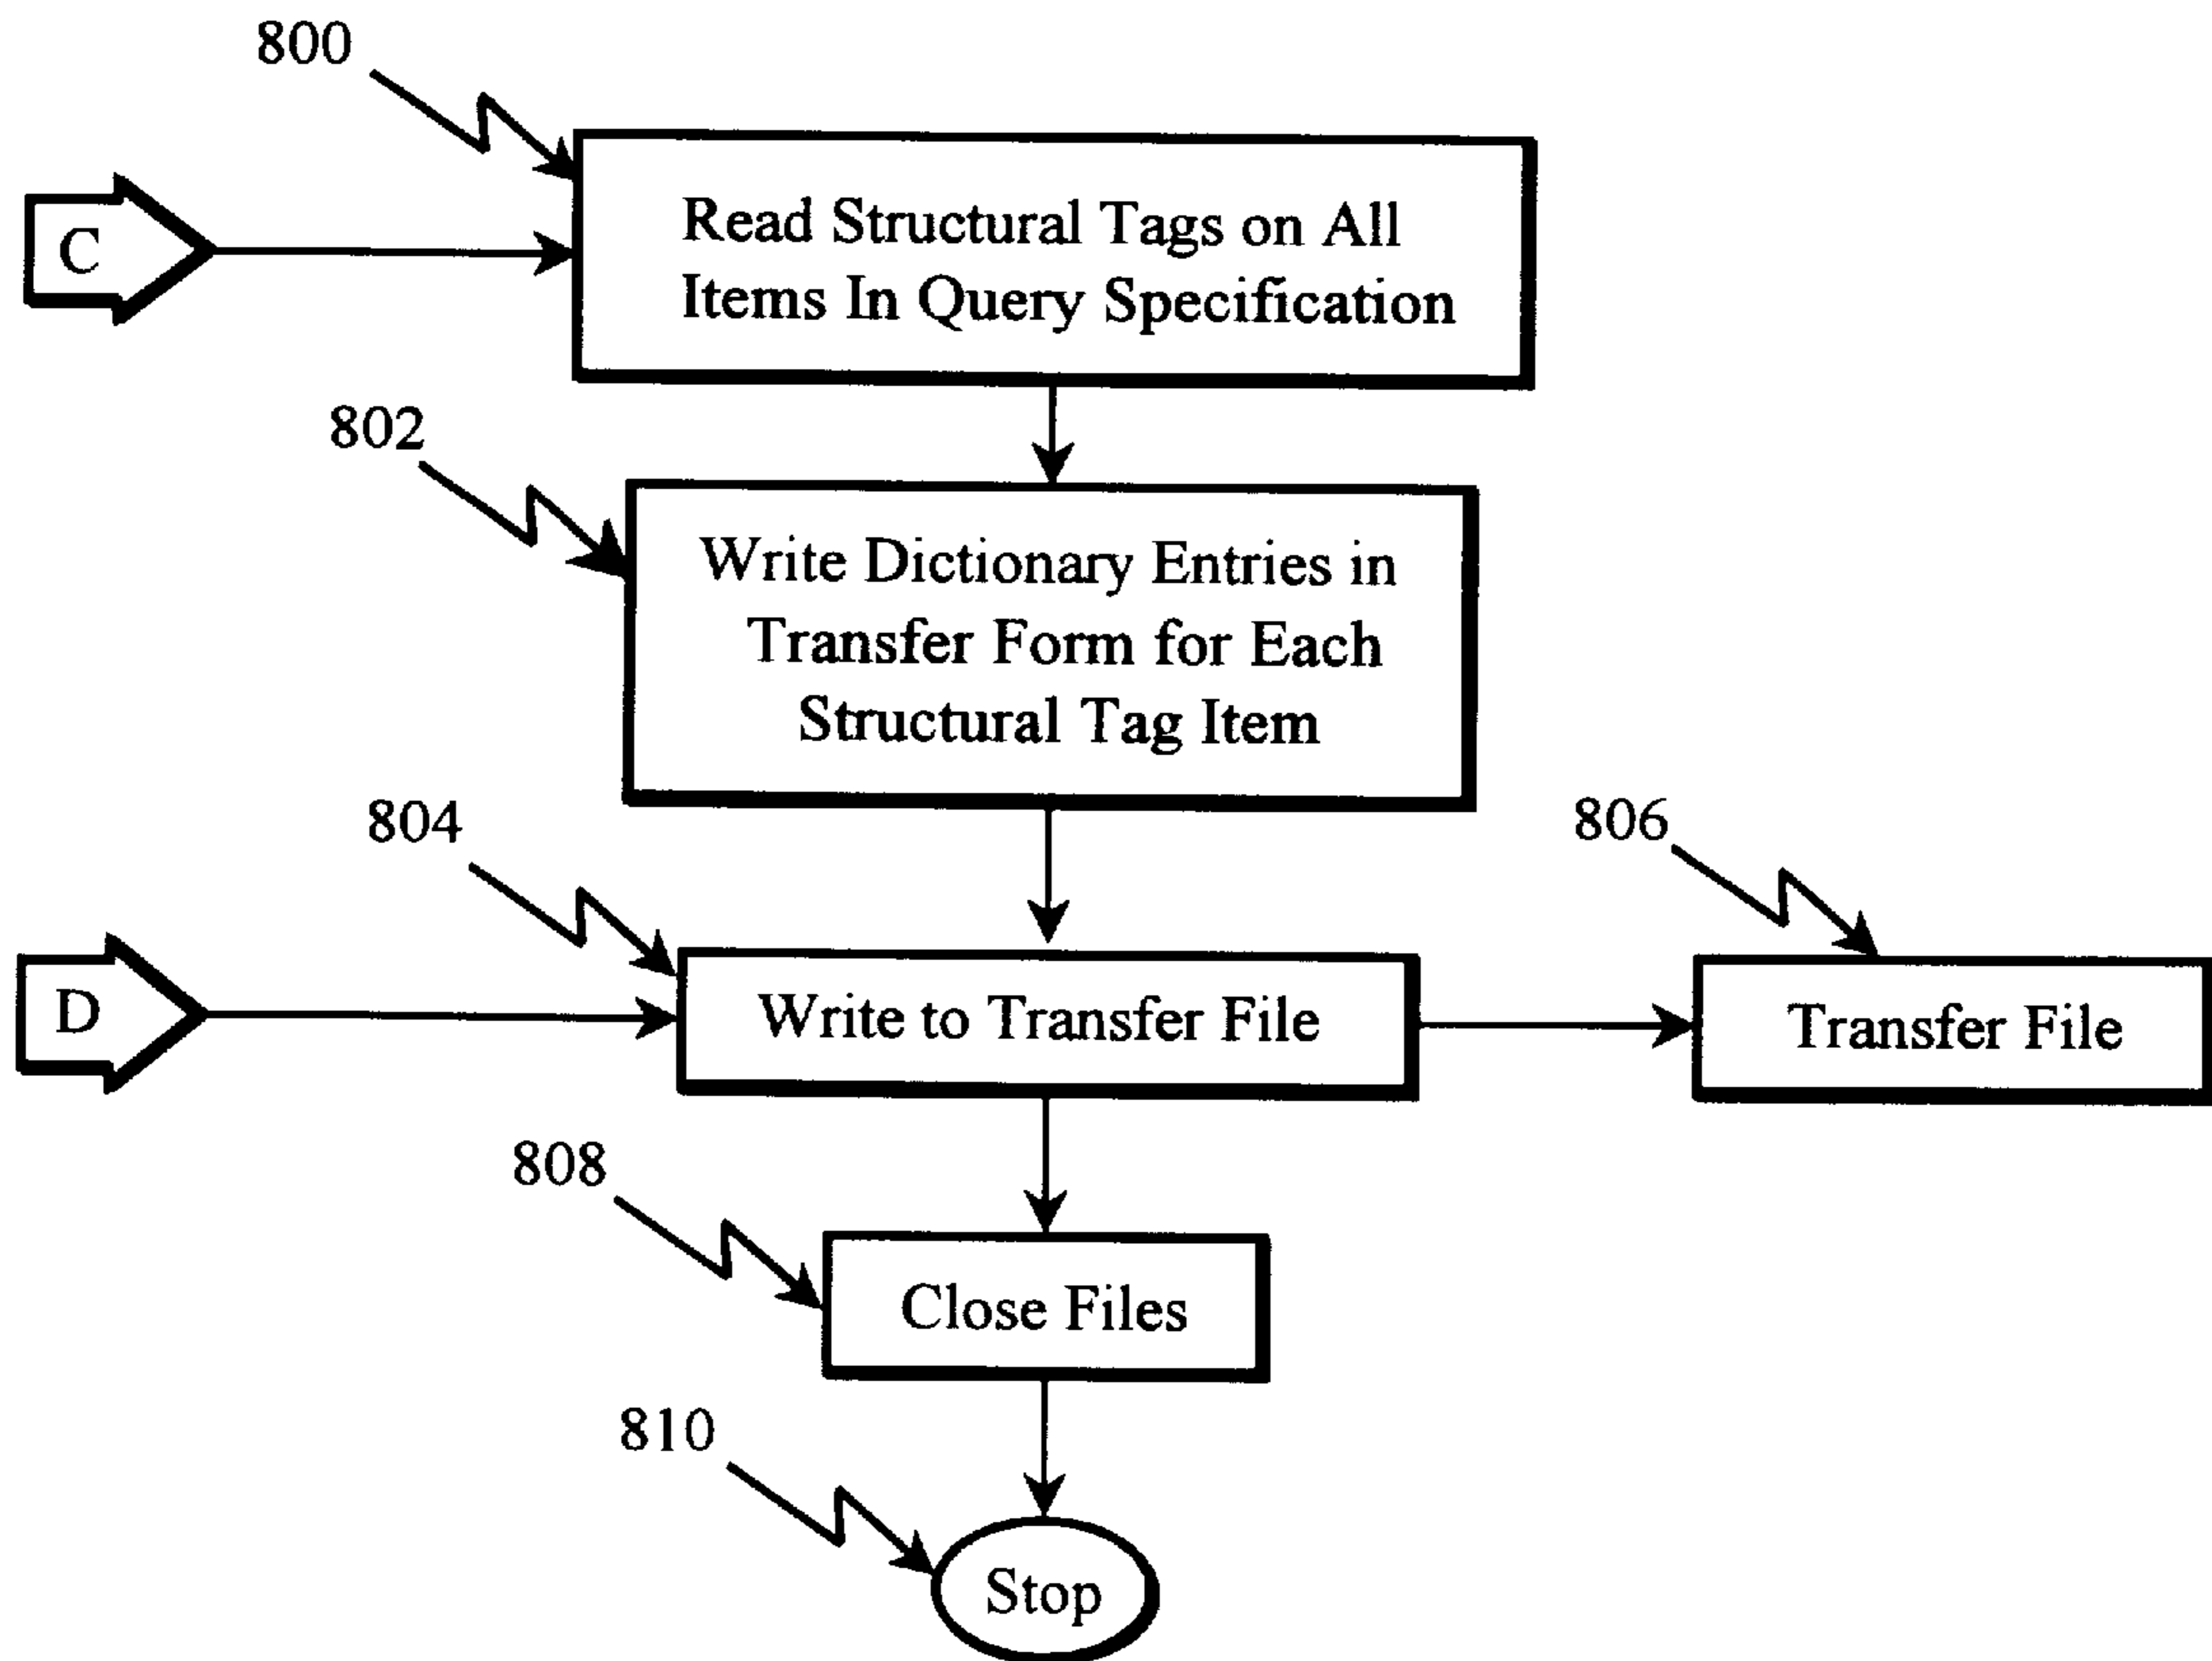 800
C
Read Structural Tags on All
Items In Query Specification
802
Write Dictionary Entries in
Transfer Form for Each
Structural Tag Item
804
806
D
Write to Transfer File
Transfer File
808
Close Files
810
Stop